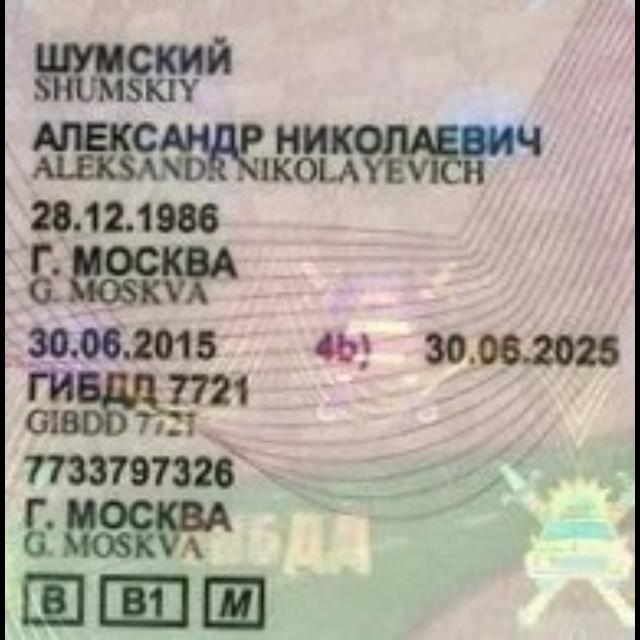 ШУМСКИЙ
SHUMSKIY
АЛЕКСАНДР НИКОЛАЕВИЧ
ALEKSANDR NIKOLAYEVICH
28.12.1986
Г. МОСКВА
G. MOSKVA
30.06.2015 4b) 30.06.2025
ГИБДД 7721
GIBDD 7721
7733797326
Г. МОСКВА
G. MOSKVA
ГИБДД
B B1 M